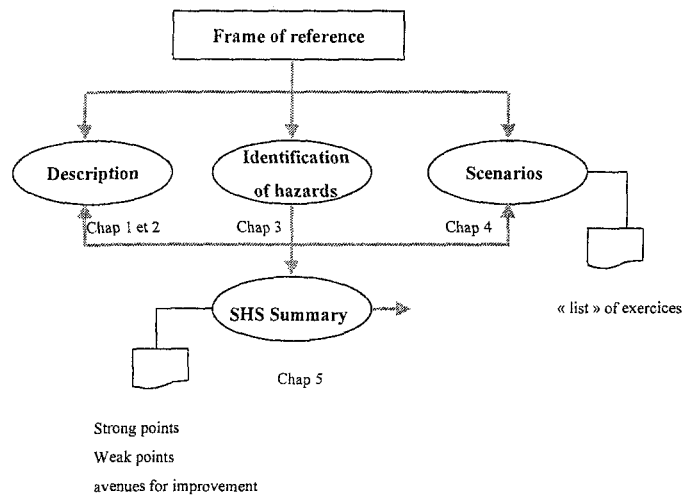 Frame of reference
Description
Identification
of hazards
Scenarios
Chap 1 et 2
Chap 3
Chap 4
SHS Summary
« list » of exercices
Chap 5
Strong points
Weak points
avenues for improvement